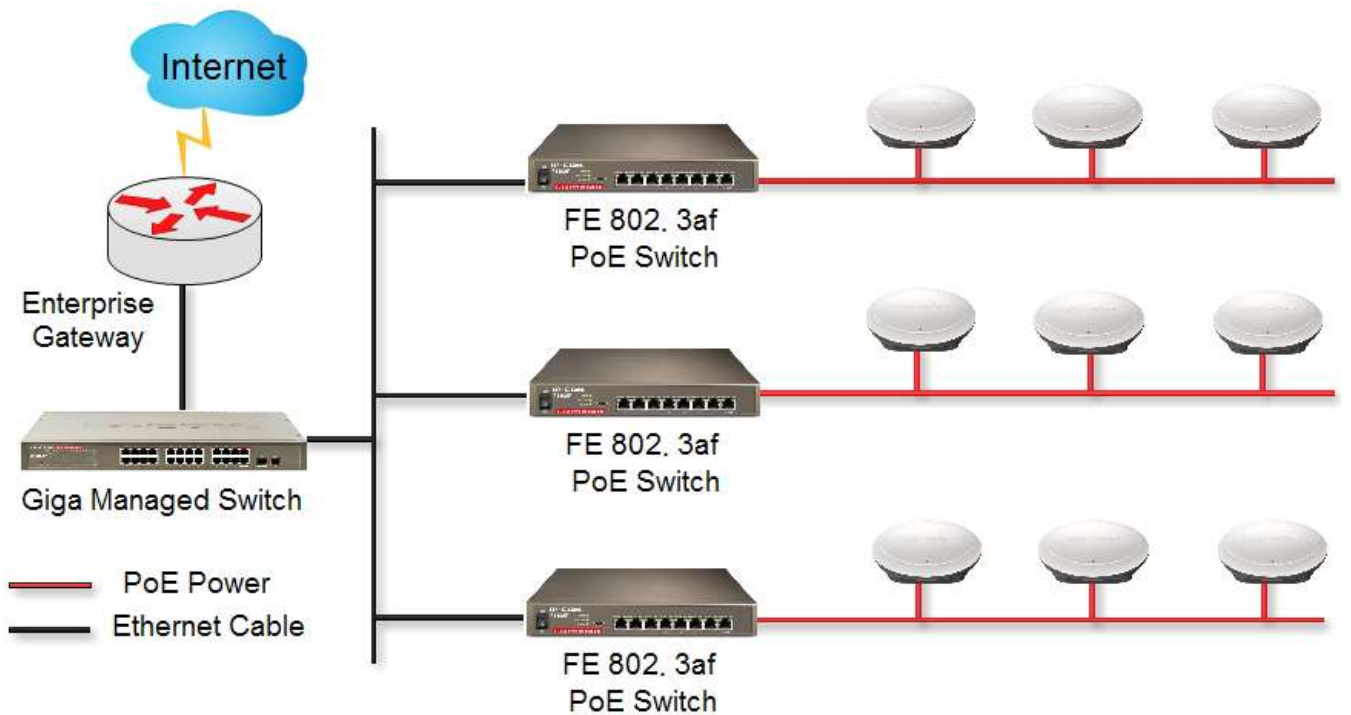 Internet
Enterprise
Gateway
Giga Managed Switch
PoE Power
Ethernet Cable
FE 802. 3af
PoE Switch
FE 802. 3af
PoE Switch
FE 802. 3af
PoE Switch